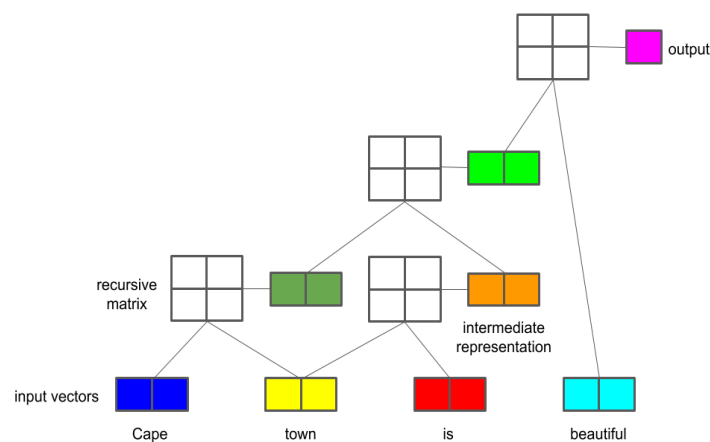 output
recursive
matrix
intermediate
representation
input vectors
Cape
town
is
beautiful